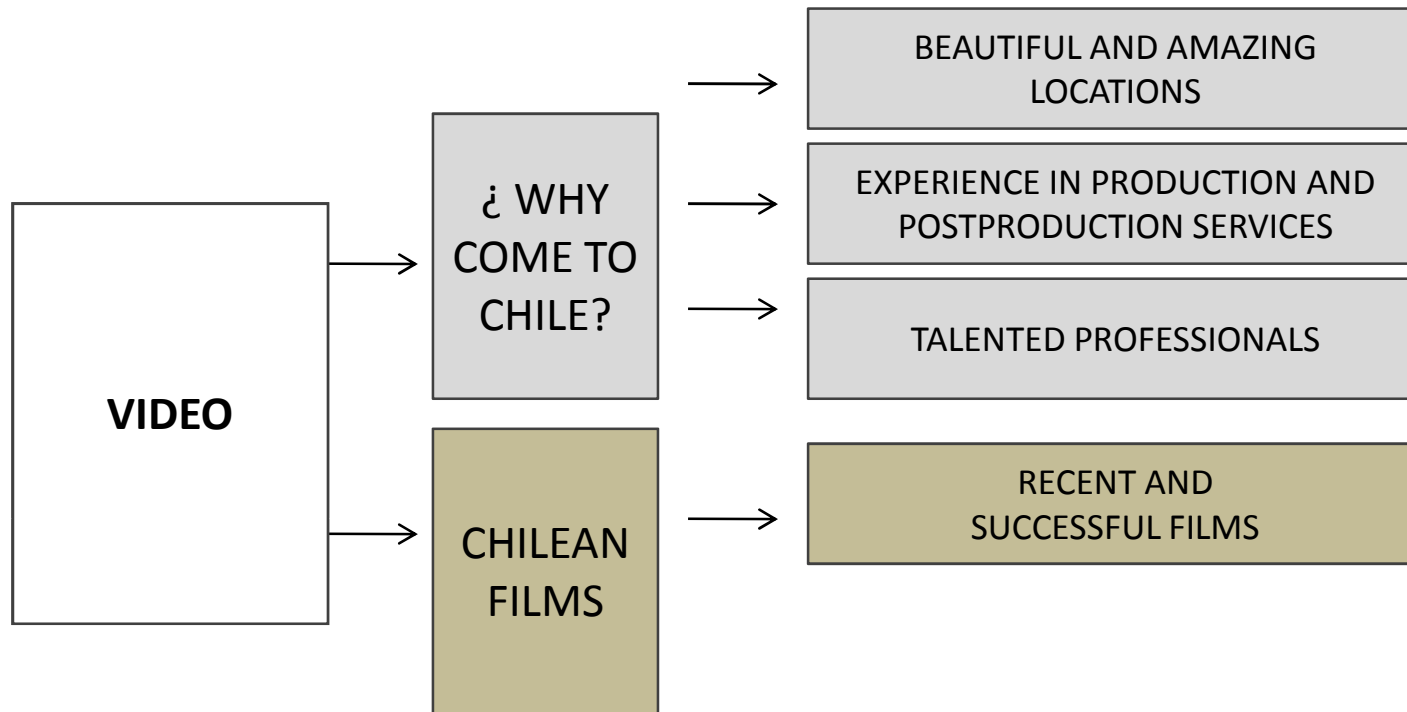 VIDEO
¿ WHY
COME TO
CHILE?
BEAUTIFUL AND AMAZING
LOCATIONS
EXPERIENCE IN PRODUCTION AND
POSTPRODUCTION SERVICES
TALENTED PROFESSIONALS
CHILEAN
FILMS
RECENT AND
SUCCESSFUL FILMS